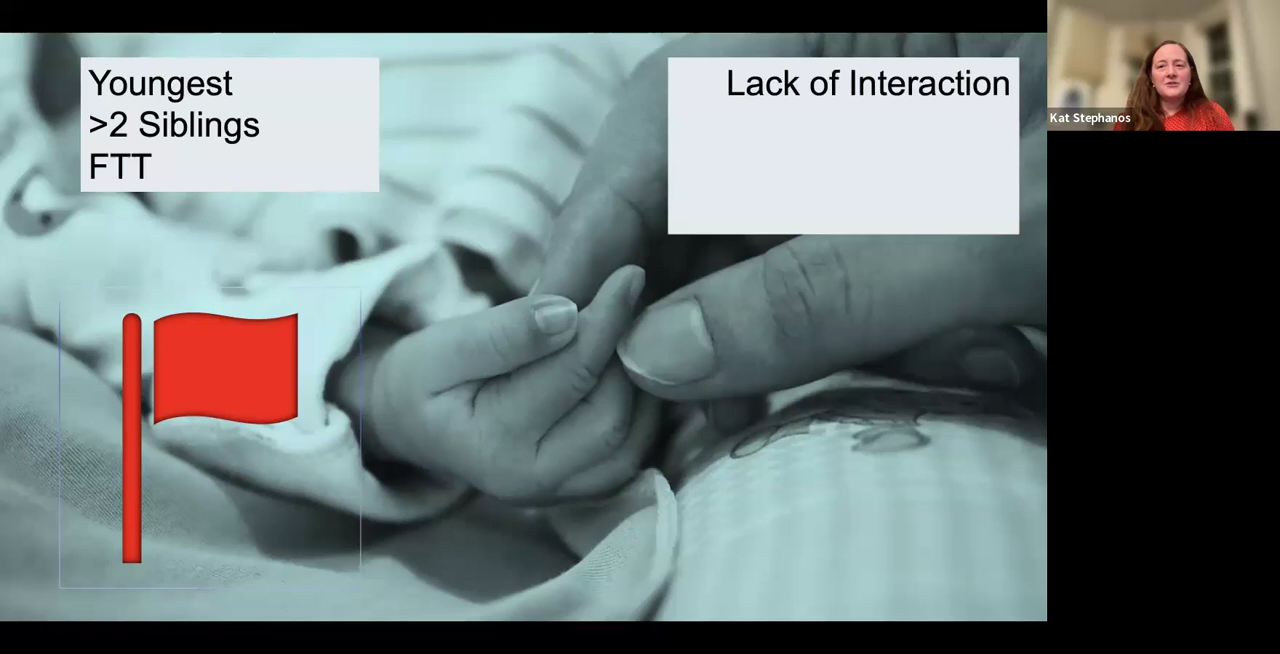 Youngest
>2 Siblings
FTT
Lack of Interaction
Kat Stephanos